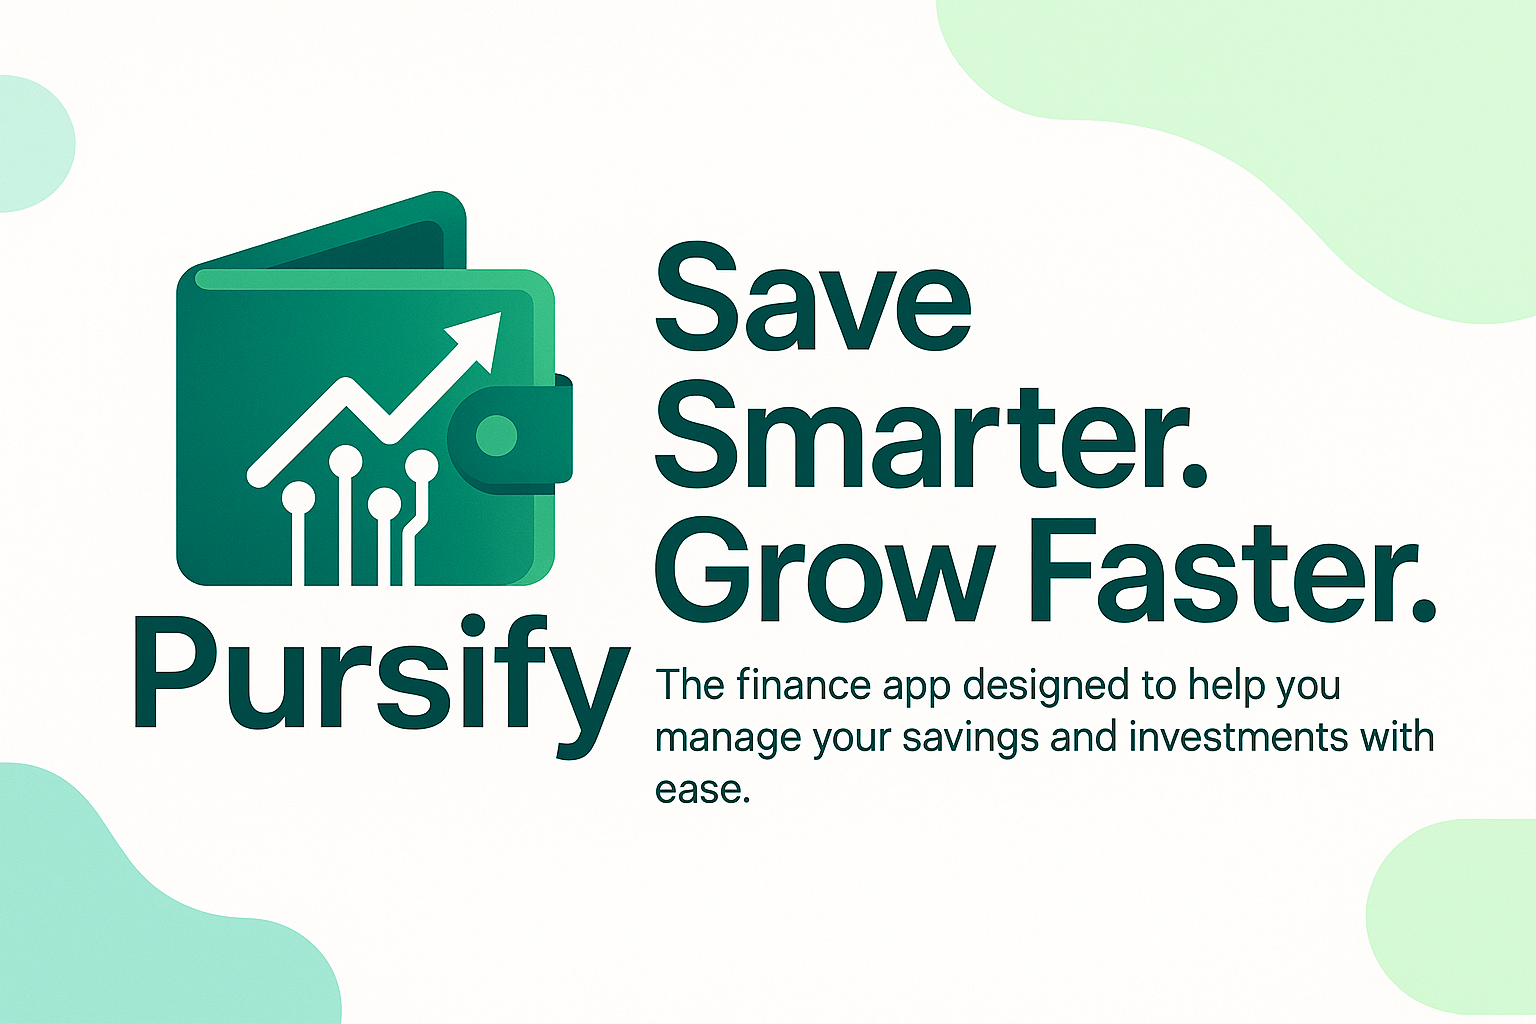 Pursify
Save
Smarter.
Grow Faster.
The finance app designed to help you
manage your savings and investments with
ease.